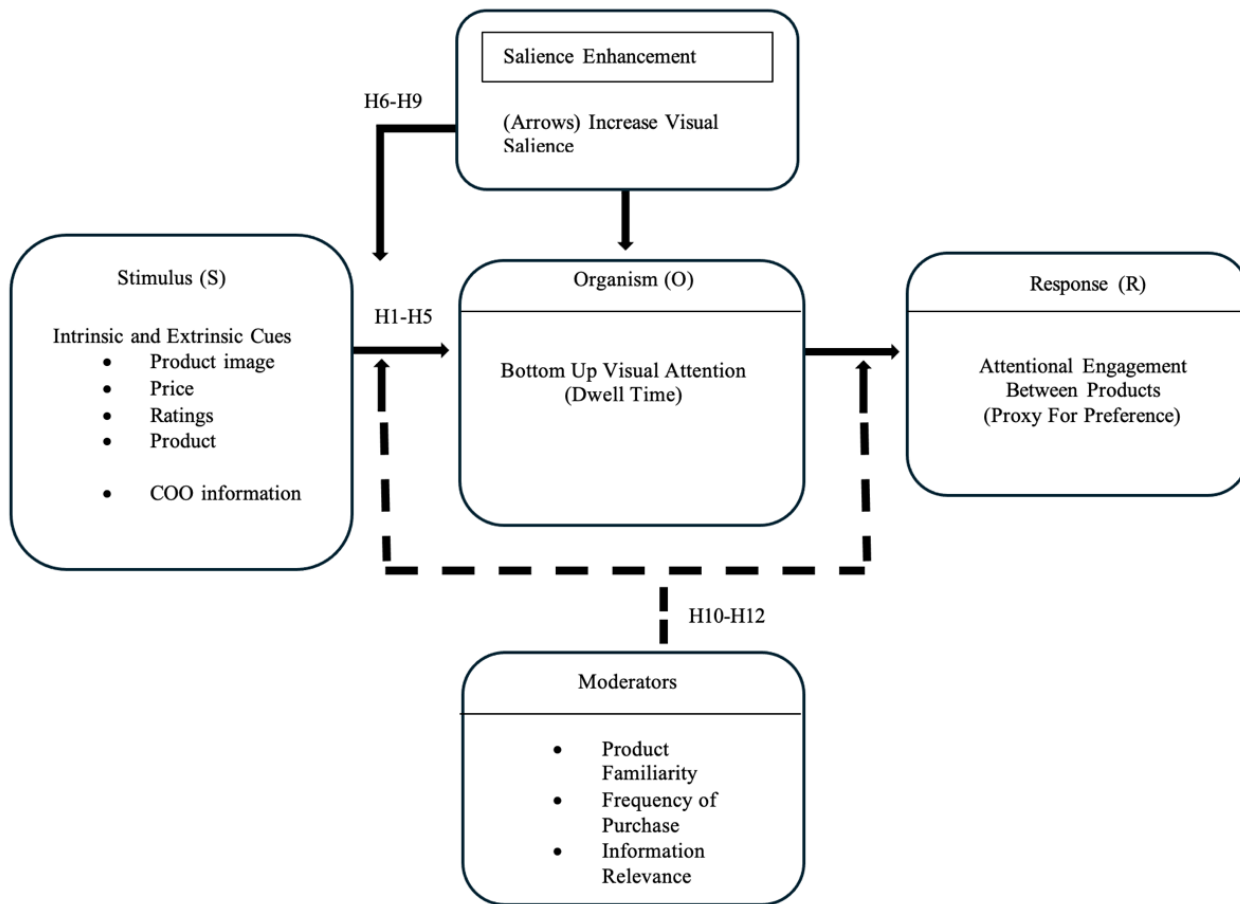 Salience Enhancement
(Arrows) Increase Visual
Salience
H6-H9
Stimulus (S)
Intrinsic and Extrinsic Cues
• Product image
• Price
• Ratings
• Product
• COO information
H1-H5
Organism (O)
Bottom Up Visual Attention
(Dwell Time)
Response (R)
Attentional Engagement
Between Products
(Proxy For Preference)
H10-H12
Moderators
• Product
Familiarity
• Frequency of
Purchase
• Information
Relevance